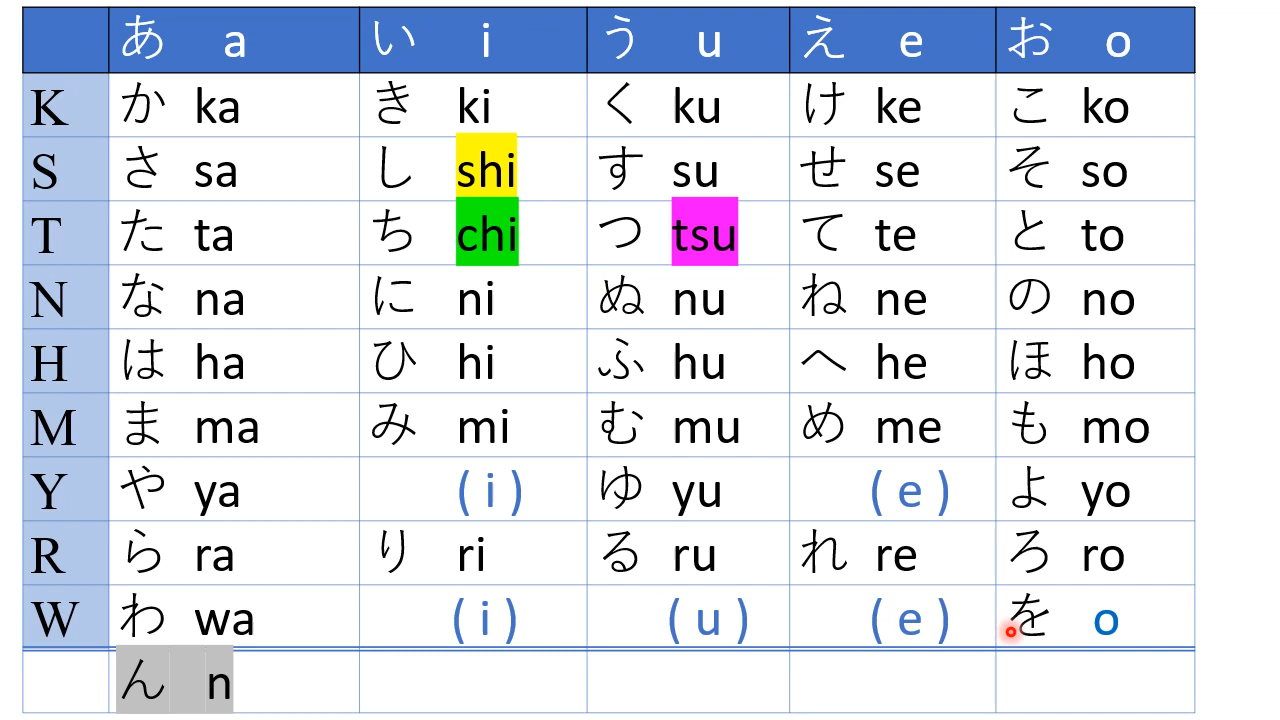 あ a い i う u え e お o
K か ka き ki く ku け ke こ ko
S さ sa し shi す su せ se そ so
T た ta ち chi つ tsu て te と to
N な na に ni ぬ nu ね ne の no
H は ha ひ hi ふ hu へ he ほ ho
M ま ma み mi む mu め me も mo
Y や ya ( i ) ゆ yu ( e ) よ yo
R ら ra り ri る ru れ re ろ ro
W わ wa ( i ) ( u ) ( e ) を o
ん n